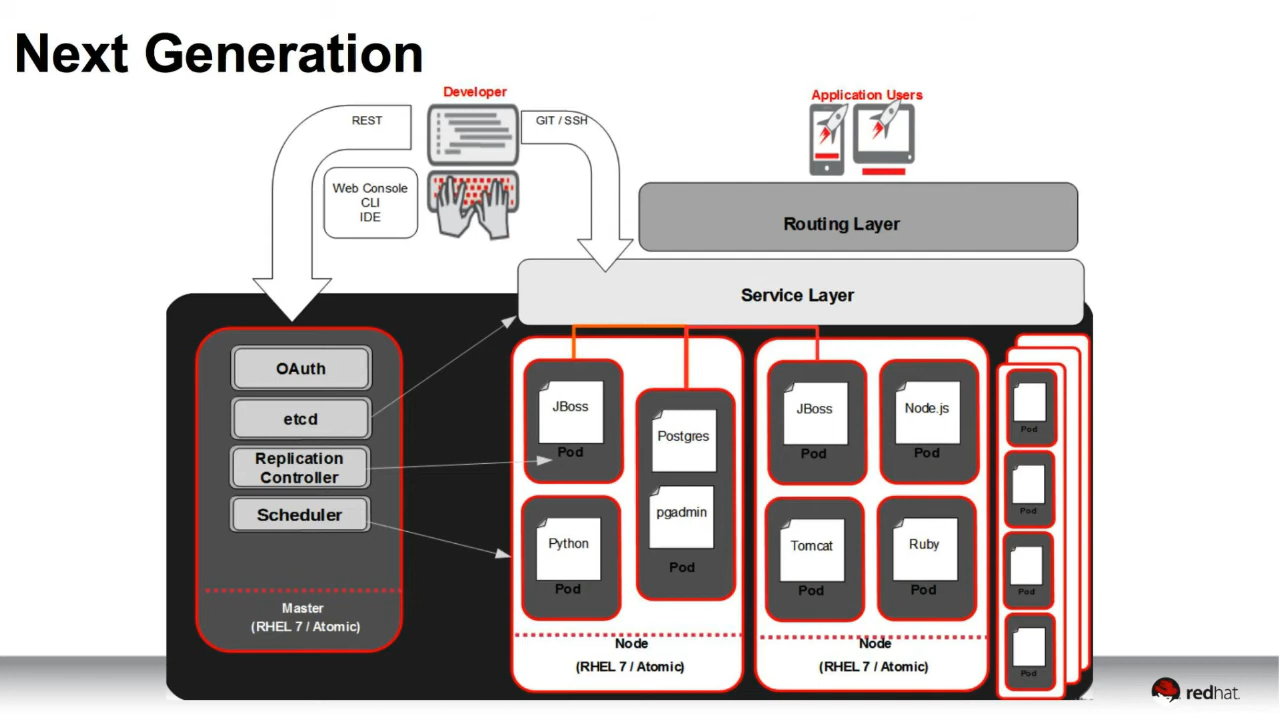 Next Generation
Developer
Application Users
REST
GIT / SSH
Web Console
CLI
IDE
Routing Layer
Service Layer
OAuth
etcd
Replication
Controller
Scheduler
Master
(RHEL 7 / Atomic)
JBoss
Pod
Postgres
pgadmin
Pod
Python
Pod
Node
(RHEL 7 / Atomic)
JBoss
Pod
Node.js
Pod
Tomcat
Pod
Ruby
Pod
Node
(RHEL 7 / Atomic)
Pod
Pod
Pod
Pod
redhat.